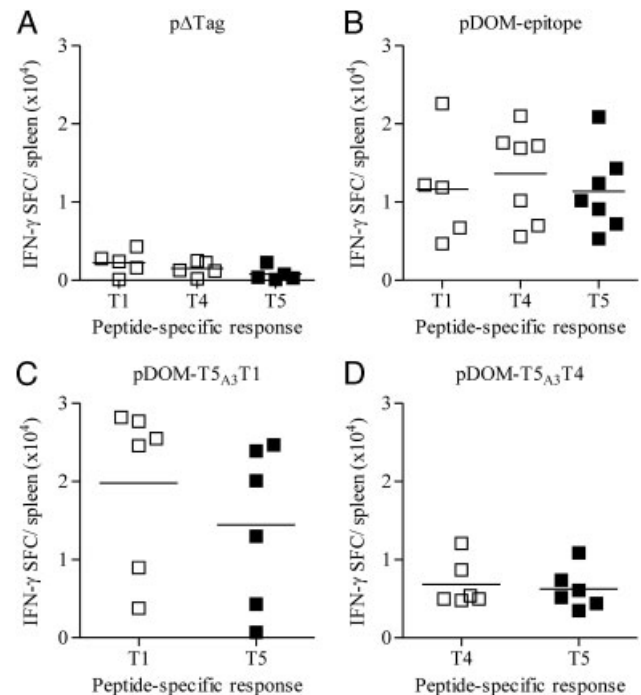 A
pΔTag
IFN-γ SFC/ spleen (x10⁴)
3
2
1
0
T1 T4 T5
Peptide-specific response
B
pDOM-epitope
IFN-γ SFC/ spleen (x10⁴)
3
2
1
0
T1 T4 T5
Peptide-specific response
C
pDOM-T5A3T1
IFN-γ SFC/ spleen (x10⁴)
3
2
1
0
T1 T5
Peptide-specific response
D
pDOM-T5A3T4
IFN-γ SFC/ spleen (x10⁴)
3
2
1
0
T4 T5
Peptide-specific response